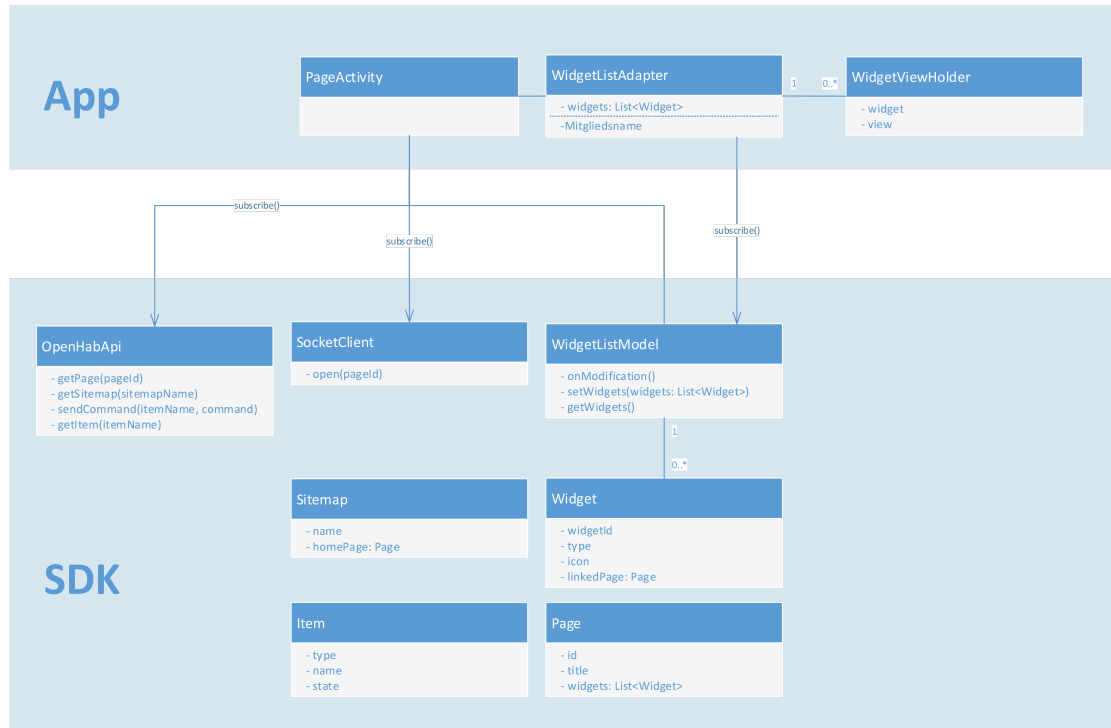 App
PageActivity
WidgetListAdapter
- widgets: List<Widget>
-Mitgliedsname
1
0..*
WidgetViewHolder
- widget
- view
subscribe()
subscribe()
subscribe()
OpenHabApi
- getPage(pageId)
- getSitemap(sitemapName)
- sendCommand(itemName, command)
- getItem(itemName)
SocketClient
- open(pageId)
WidgetListModel
- onModification()
- setWidgets(widgets: List<Widget>)
- getWidgets()
1
0..*
SDK
Sitemap
- name
- homePage: Page
Widget
- widgetId
- type
- icon
- linkedPage: Page
Item
- type
- name
- state
Page
- id
- title
- widgets: List<Widget>